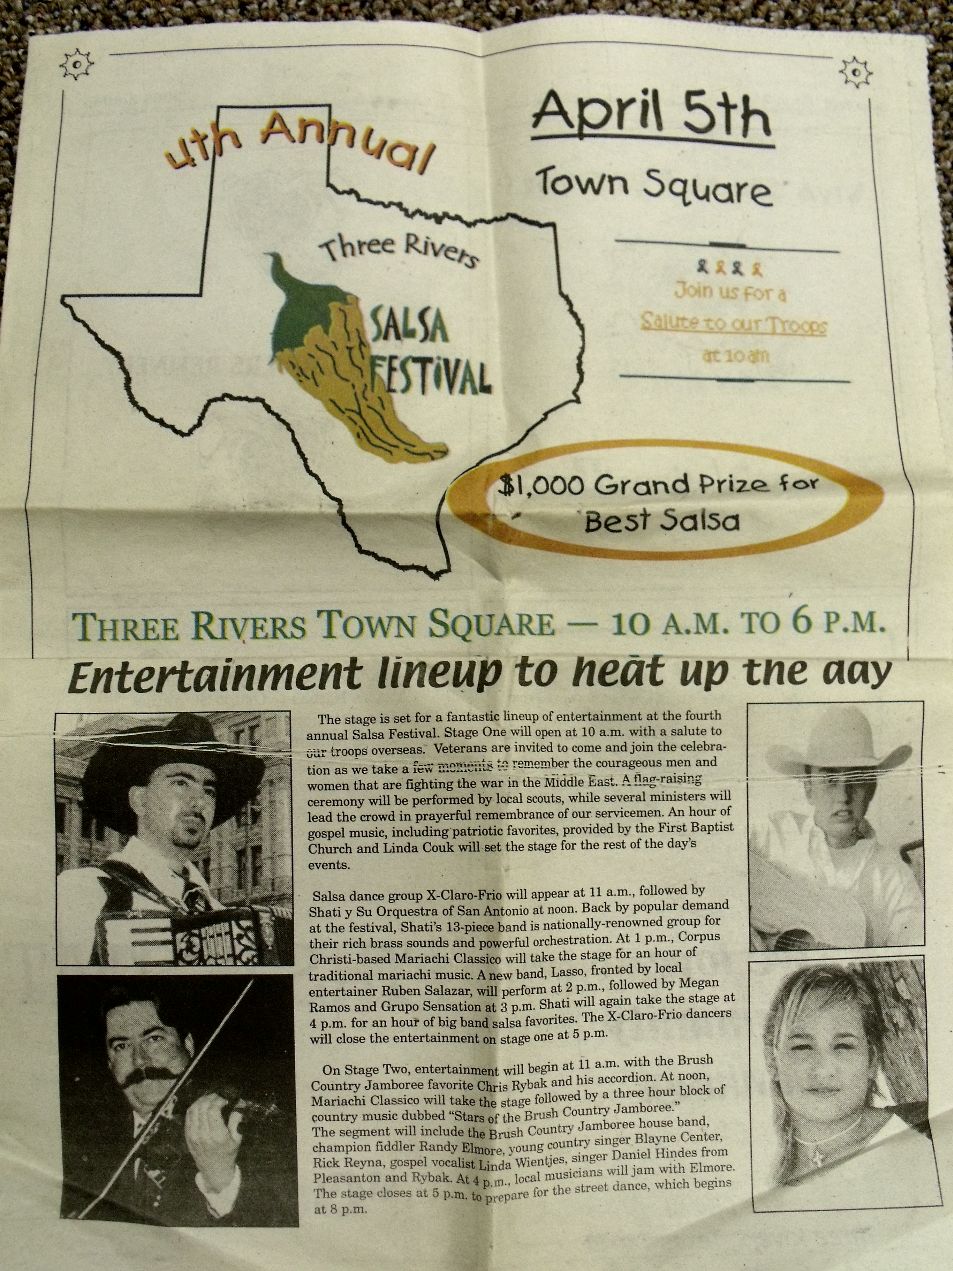 4th Annual
Three Rivers
SALSA
FESTIVAL
April 5th
Town Square
Join us for a
Salute to our Troops
at 10 am
$1,000 Grand Prize for
Best Salsa
THREE RIVERS TOWN SQUARE — 10 A.M. TO 6 P.M.
Entertainment lineup to heat up the day
The stage is set for a fantastic lineup of entertainment at the fourth
annual Salsa Festival. Stage One will open at 10 a.m. with a salute to
our troops overseas. Veterans are invited to come and join the celebra-
tion as we take a few moments to remember the courageous men and
women that are fighting the war in the Middle East. A flag-raising
ceremony will be performed by local scouts, while several ministers will
lead the crowd in prayerful remembrance of our servicemen. An hour of
gospel music, including patriotic favorites, provided by the First Baptist
Church and Linda Couk will set the stage for the rest of the day's
events.
Salsa dance group X-Claro-Frio will appear at 11 a.m., followed by
Shati y Su Orquestra of San Antonio at noon. Back by popular demand
at the festival, Shati's 13-piece band is nationally-renowned group for
their rich brass sounds and powerful orchestration. At 1 p.m., Corpus
Christi-based Mariachi Classico will take the stage for an hour of
traditional mariachi music. A new band, Lasso, fronted by local
entertainer Ruben Salazar, will perform at 2 p.m., followed by Megan
Ramos and Grupo Sensation at 3 p.m. Shati will again take the stage at
4 p.m. for an hour of big band salsa favorites. The X-Claro-Frio dancers
will close the entertainment on stage one at 5 p.m.
On Stage Two, entertainment will begin at 11 a.m. with the Brush
Country Jamboree favorite Chris Rybak and his accordion. At noon,
Mariachi Classico will take the stage followed by a three hour block of
country music dubbed "Stars of the Brush Country Jamboree."
The segment will include the Brush Country Jamboree house band,
champion fiddler Randy Elmore, young country singer Blayne Center,
Rick Reyna, gospel vocalist Linda Wientjes, singer Daniel Hindes from
Pleasanton and Rybak. At 4 p.m., local musicians will jam with Elmore.
The stage closes at 5 p.m. to prepare for the street dance, which begins
at 8 p.m.